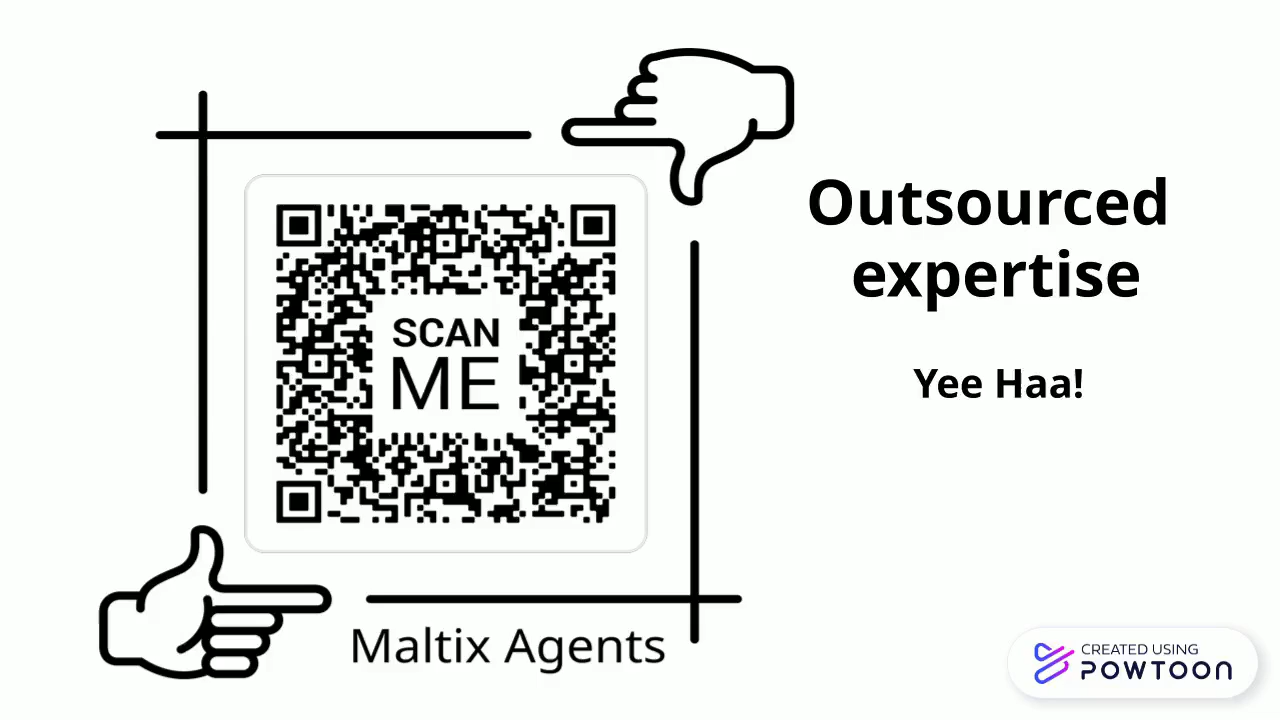 SCAN
ME
Maltix Agents
Outsourced
expertise
Yee Haa!
CREATED USING
POWTOON